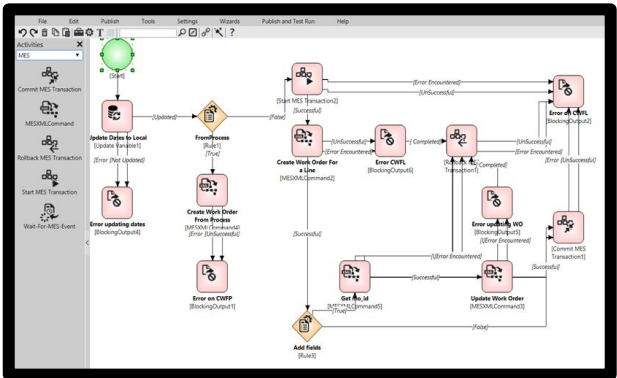 File Edit Publish Tools Settings Wizards Publish and Test Run Help
Activities
MES
Commit MES Transaction
MESXMLCommand
Rollback MES Transaction
Start MES Transaction
Wait-For-MES-Event
[Start]
Update Dates to Local
[Update Variable1]
[Updated]
[Error]
[Not Updated]
Error updating dates
[BlockingOutput4]
FromProcess
[Rule1]
[False]
[True]
Create Work Order
From Process
[MESXMLCommand4]
[Error]
[UnSuccessful]
Error on CWFP
[BlockingOutput1]
[Start MES Transaction2]
[Successful]
[Error Encountered]
[UnSuccessful]
Create Work Order For
a Line
[MESXMLCommand2]
[UnSuccessful]
[Error Encountered]
Error CWFL
[BlockingOutput6]
[Completed]
Transaction1]
[UnSuccessful]
[Error Encountered]
Completed]
Error on CWFL
[BlockingOutput2]
[Error
[UnSuccessful]
Error updating WO
[BlockingOutput5]
Error Encountered]
[Commit MES
Transaction1]
[Successful]
[Successful]
Error Encountered]
Get mo_id
[MESXMLCommand5]
[True]
[Successful]
Update Work Order
[MESXMLCommand3]
[False]
Add fields
[Rule3]